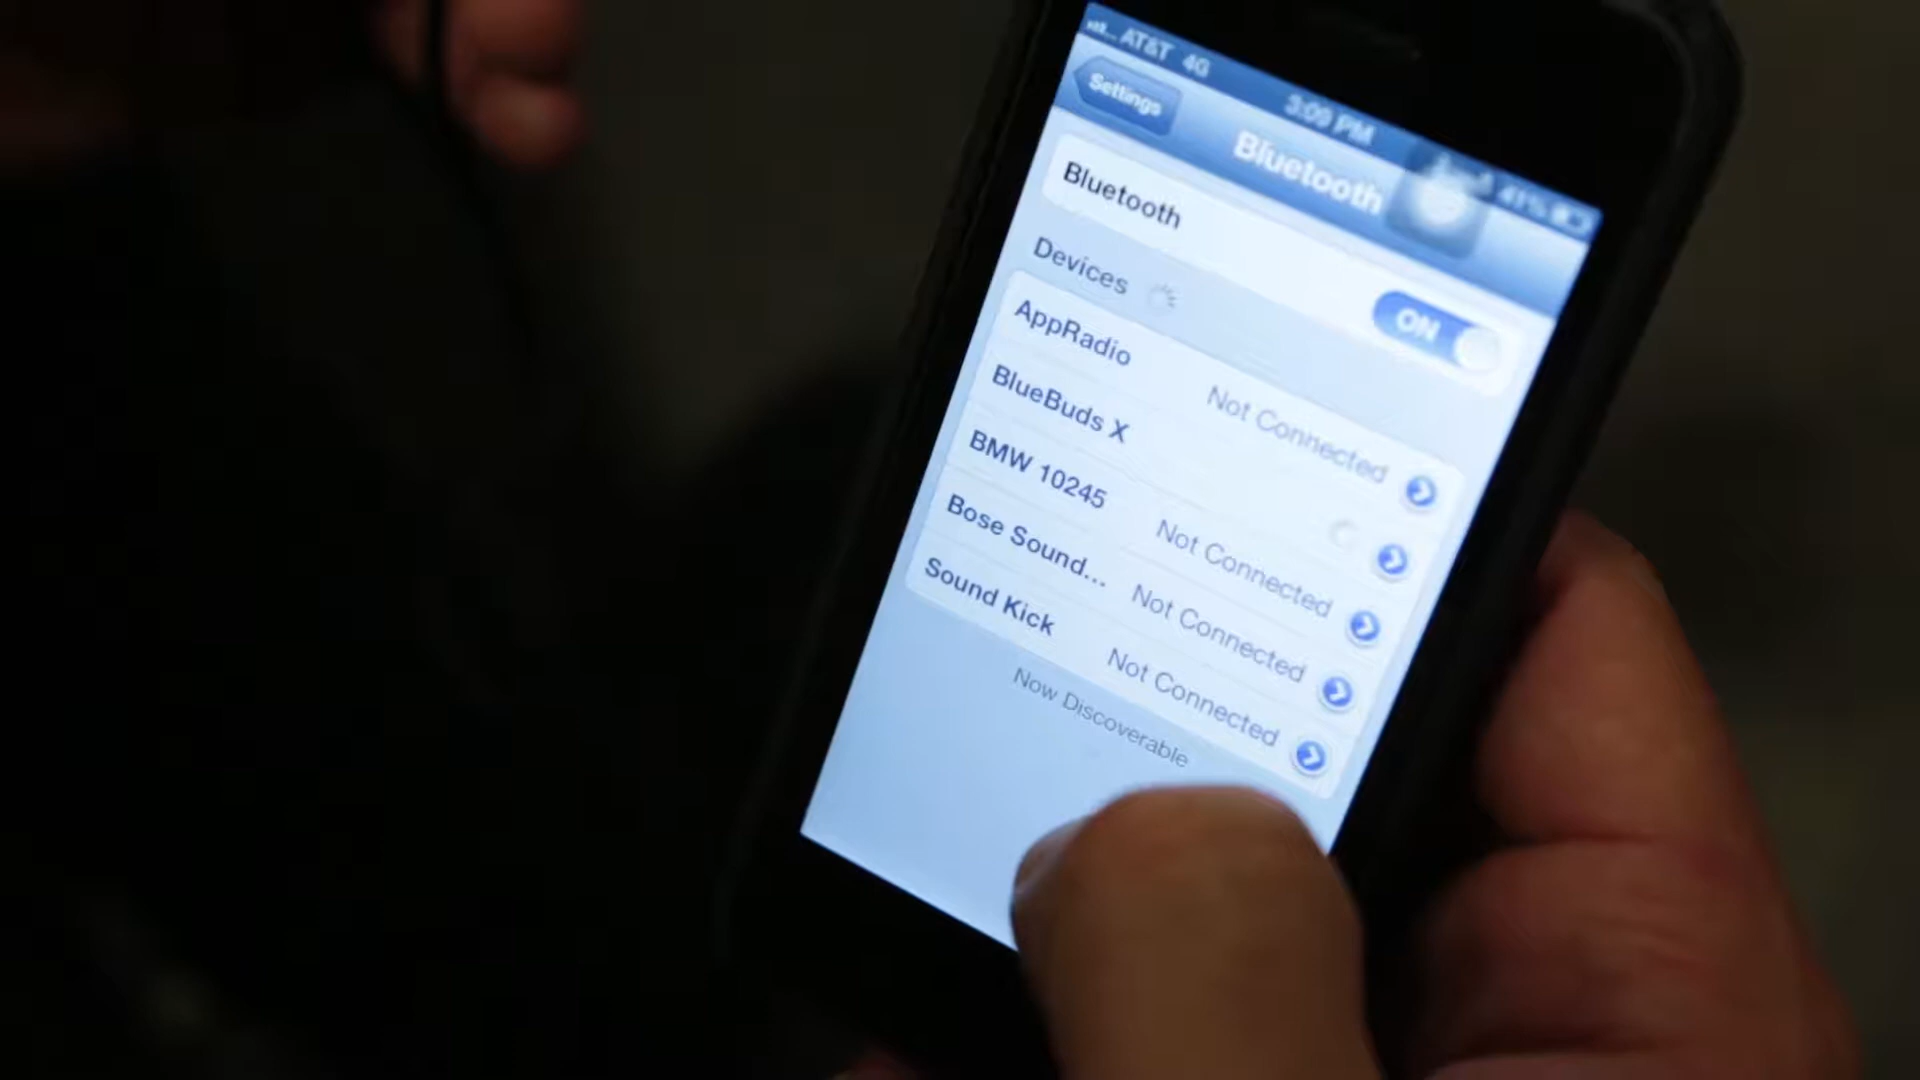 AT&T 4G 3:09 PM 41%
Settings Bluetooth
Bluetooth ON
Devices
AppRadio Not Connected
BlueBuds X
BMW 10245 Not Connected
Bose Sound... Not Connected
Sound Kick Not Connected
Now Discoverable